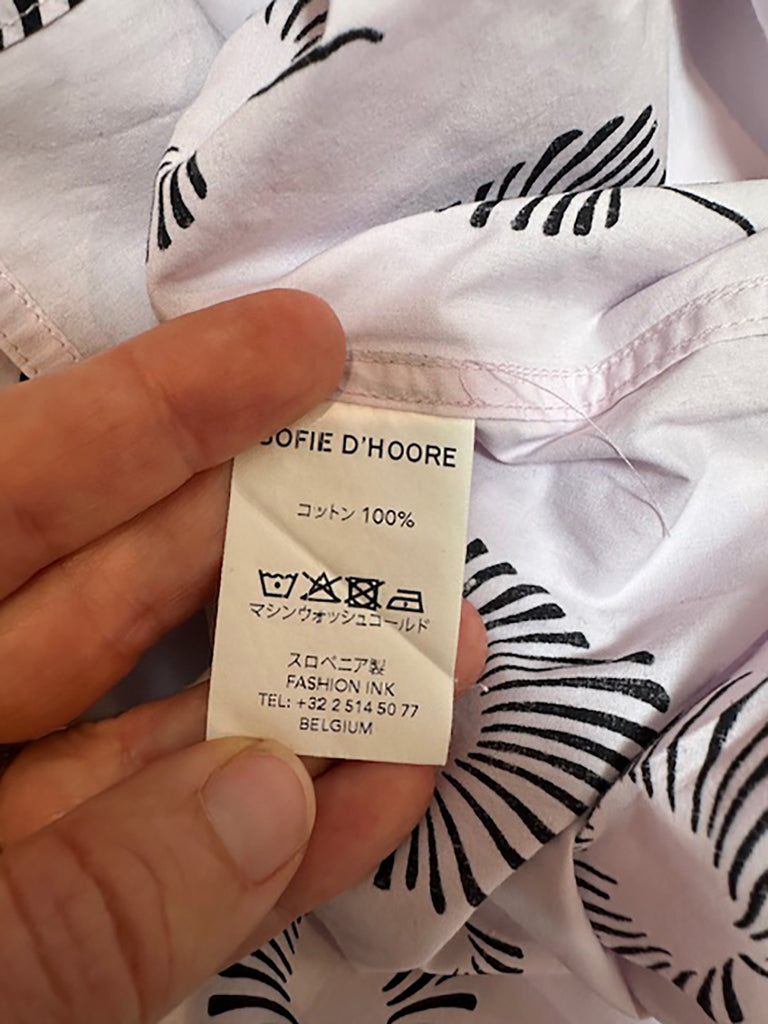 SOFIE D'HOORE
コットン 100%
マシンウォッシュコールド
スロベニア製
FASHION INK
TEL: +32 2 514 50 77
BELGIUM